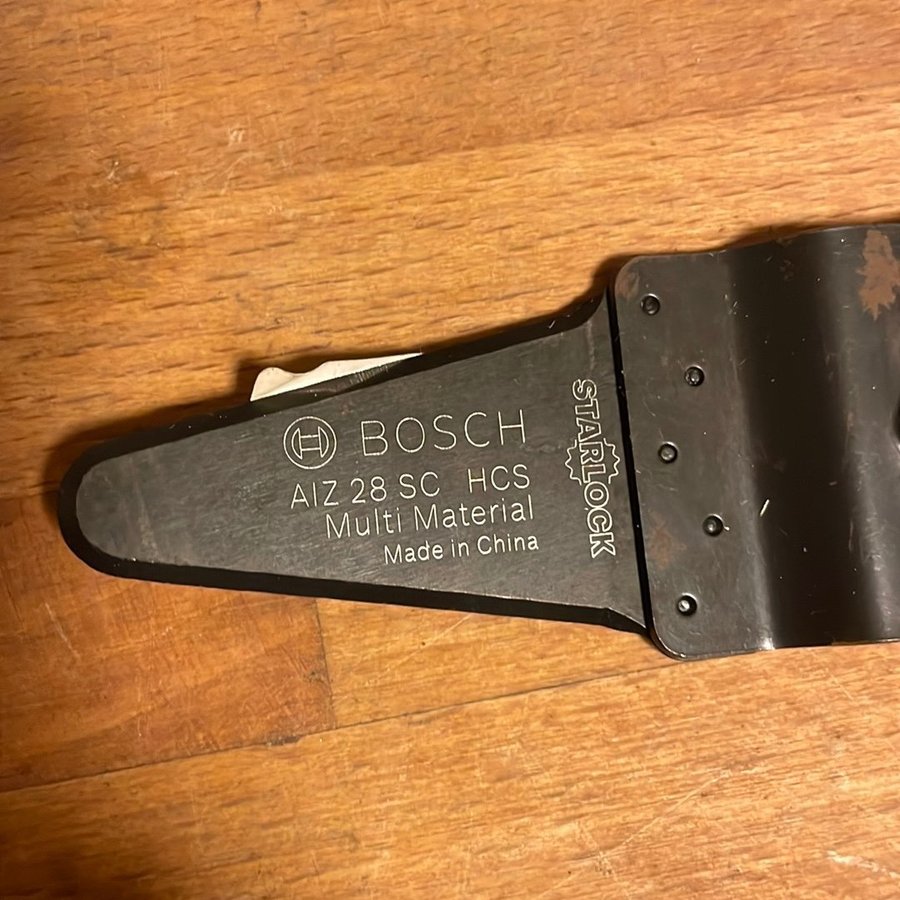 BOSCH
AIZ 28 SC HCS
Multi Material
Made in China
STARLOCK